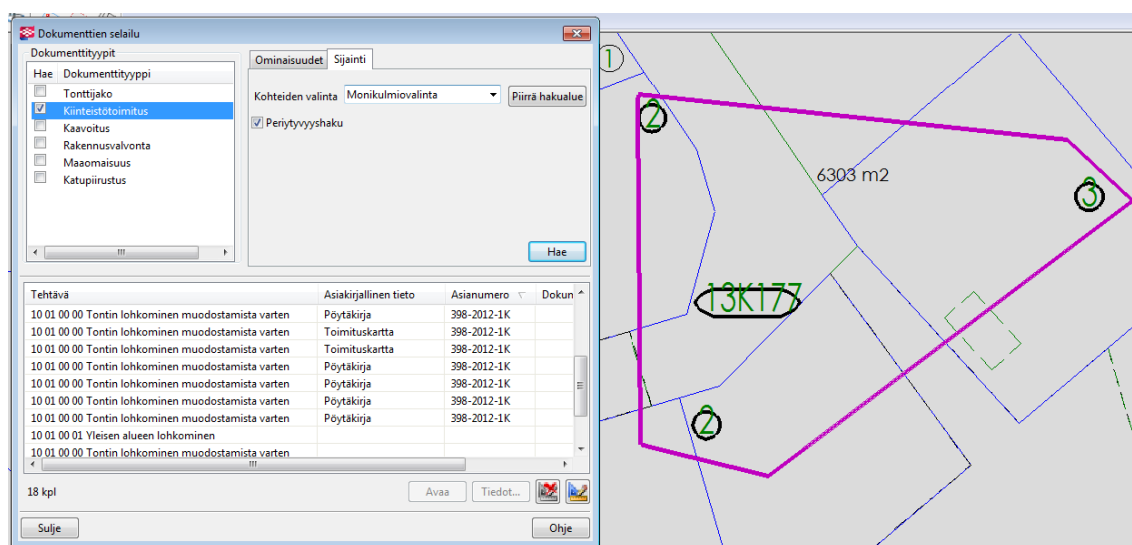 Dokumenttien selailu
Dokumenttityypit
Hae Dokumenttityyppi
Tonttijako
Kiinteistötoimitus
Kaavoitus
Rakennusvalvonta
Maaomaisuus
Katupiirustus
Ominaisuudet Sijainti
Kohteiden valinta Monikulmiovalinta Piirrä hakualue
Periytyvyyshaku
Hae
Tehtävä Asiakirjallinen tieto Asianumero Dokun
10 01 00 00 Tontin lohkominen muodostamista varten Pöytäkirja 398-2012-1K
10 01 00 00 Tontin lohkominen muodostamista varten Toimituskartta 398-2012-1K
10 01 00 00 Tontin lohkominen muodostamista varten Toimituskartta 398-2012-1K
10 01 00 00 Tontin lohkominen muodostamista varten Pöytäkirja 398-2012-1K
10 01 00 00 Tontin lohkominen muodostamista varten Pöytäkirja 398-2012-1K
10 01 00 00 Tontin lohkominen muodostamista varten Pöytäkirja 398-2012-1K
10 01 00 00 Tontin lohkominen muodostamista varten Pöytäkirja 398-2012-1K
10 01 00 01 Yleisen alueen lohkominen
10 01 00 00 Tontin lohkominen muodostamista varten
18 kpl
Avaa Tiedot...
Sulje Ohje
1
2
6303 m2
3
13K177
2